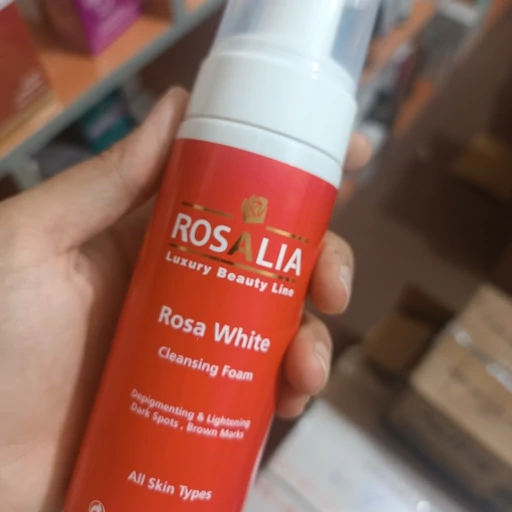 ROSALIA
Luxury Beauty Line
Rosa White
Cleansing Foam
Depigmenting & Lightening
Dark Spots , Brown Marks
All Skin Types